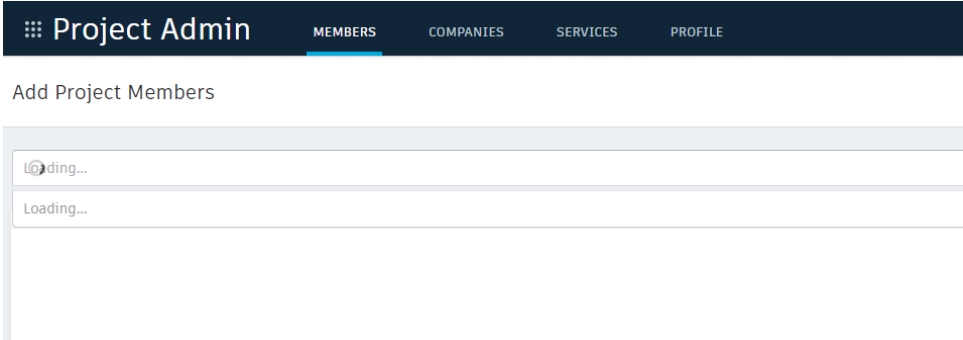 Project Admin MEMBERS COMPANIES SERVICES PROFILE
Add Project Members
Loading...
Loading...